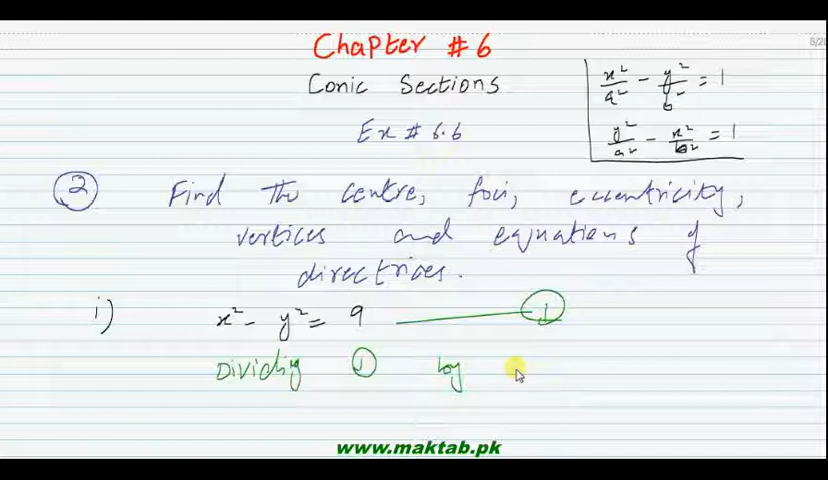 Chapter # 6
Conic Sections
Ex # 6.6
x²/a² - y²/b² = 1
y²/a² - x²/b² = 1
2 Find the centre, foci, eccentricity,
vertices and equations of
directrices.
i) x² - y² = 9 1
Dividig 1 by
www.maktab.pk